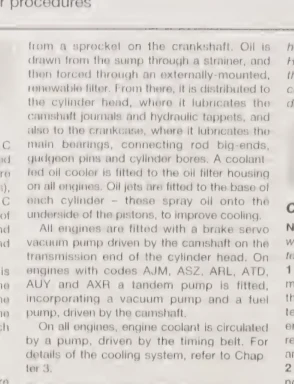 r procedures
from a sprocket on the crankshaft. Oil is
drawn from the sump through a strainer, and
then forced through an externally-mounted,
renewable filter. From there, it is distributed to
the cylinder head, where it lubricates the
camshaft journals and hydraulic tappets, and
also to the crankcase, where it lubricates the
main bearings, connecting rod big-ends,
gudgeon pins and cylinder bores. A coolant-
fed oil cooler is fitted to the oil filter housing
on all engines. Oil jets are fitted to the base of
each cylinder – these spray oil onto the
underside of the pistons, to improve cooling.
All engines are fitted with a brake servo
vacuum pump driven by the camshaft on the
transmission end of the cylinder head. On
engines with codes AJM, ASZ, ARL, ATD,
AUY and AXR a tandem pump is fitted,
incorporating a vacuum pump and a fuel
pump, driven by the camshaft.
On all engines, engine coolant is circulated
by a pump, driven by the timing belt. For
details of the cooling system, refer to Chap
ter 3.